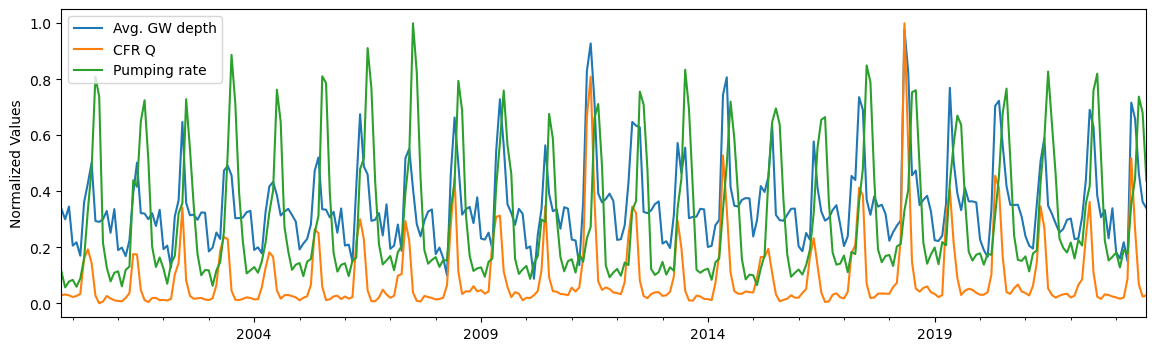 Avg. GW depth
CFR Q
Pumping rate
Normalized Values
1.0
0.8
0.6
0.4
0.2
0.0
2004 2009 2014 2019